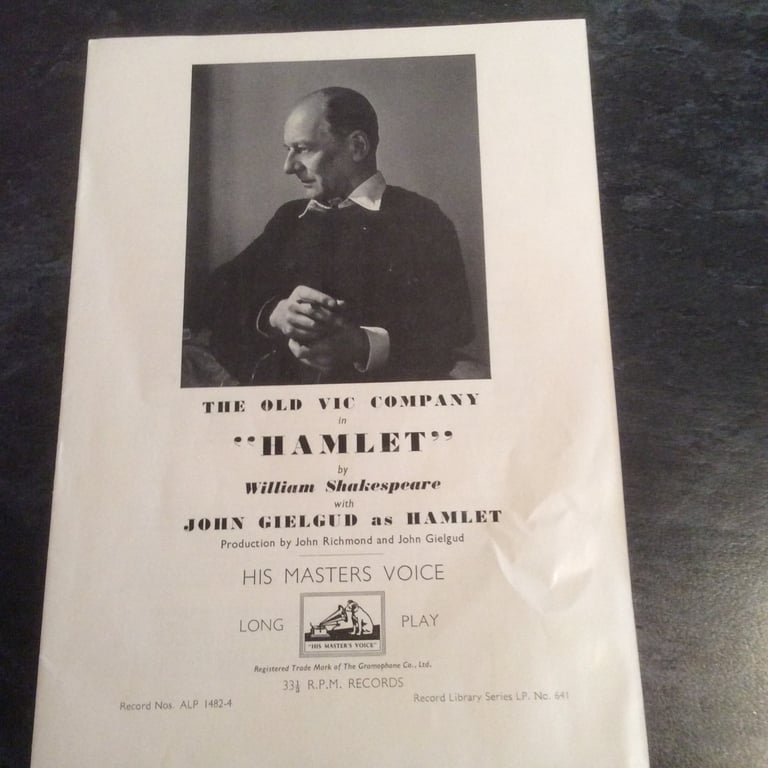 THE OLD VIC COMPANY
in
“HAMLET”
by
William Shakespeare
with
JOHN GIELGUD as HAMLET
Production by John Richmond and John Gielgud
HIS MASTERS VOICE
LONG PLAY
"HIS MASTER'S VOICE"
Registered Trade Mark of The Gramophone Co., Ltd.
33⅓ R.P.M. RECORDS
Record Nos. ALP 1482-4
Record Library Series LP. No. 641